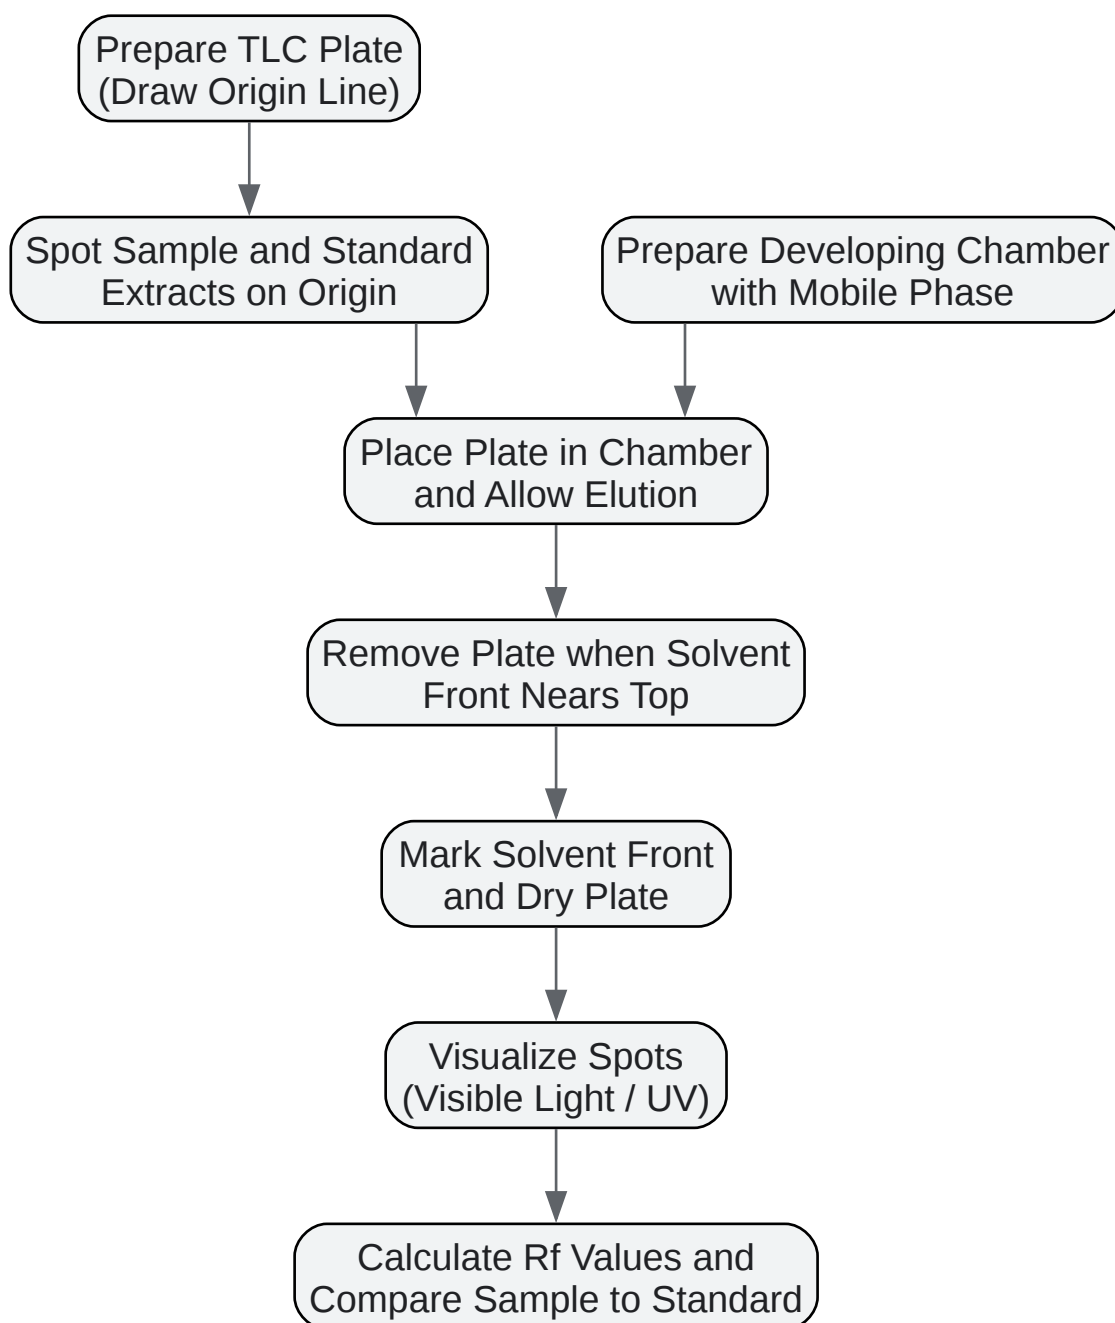 Prepare TLC Plate
(Draw Origin Line)
Spot Sample and Standard
Extracts on Origin
Prepare Developing Chamber
with Mobile Phase
Place Plate in Chamber
and Allow Elution
Remove Plate when Solvent
Front Nears Top
Mark Solvent Front
and Dry Plate
Visualize Spots
(Visible Light / UV)
Calculate Rf Values and
Compare Sample to Standard